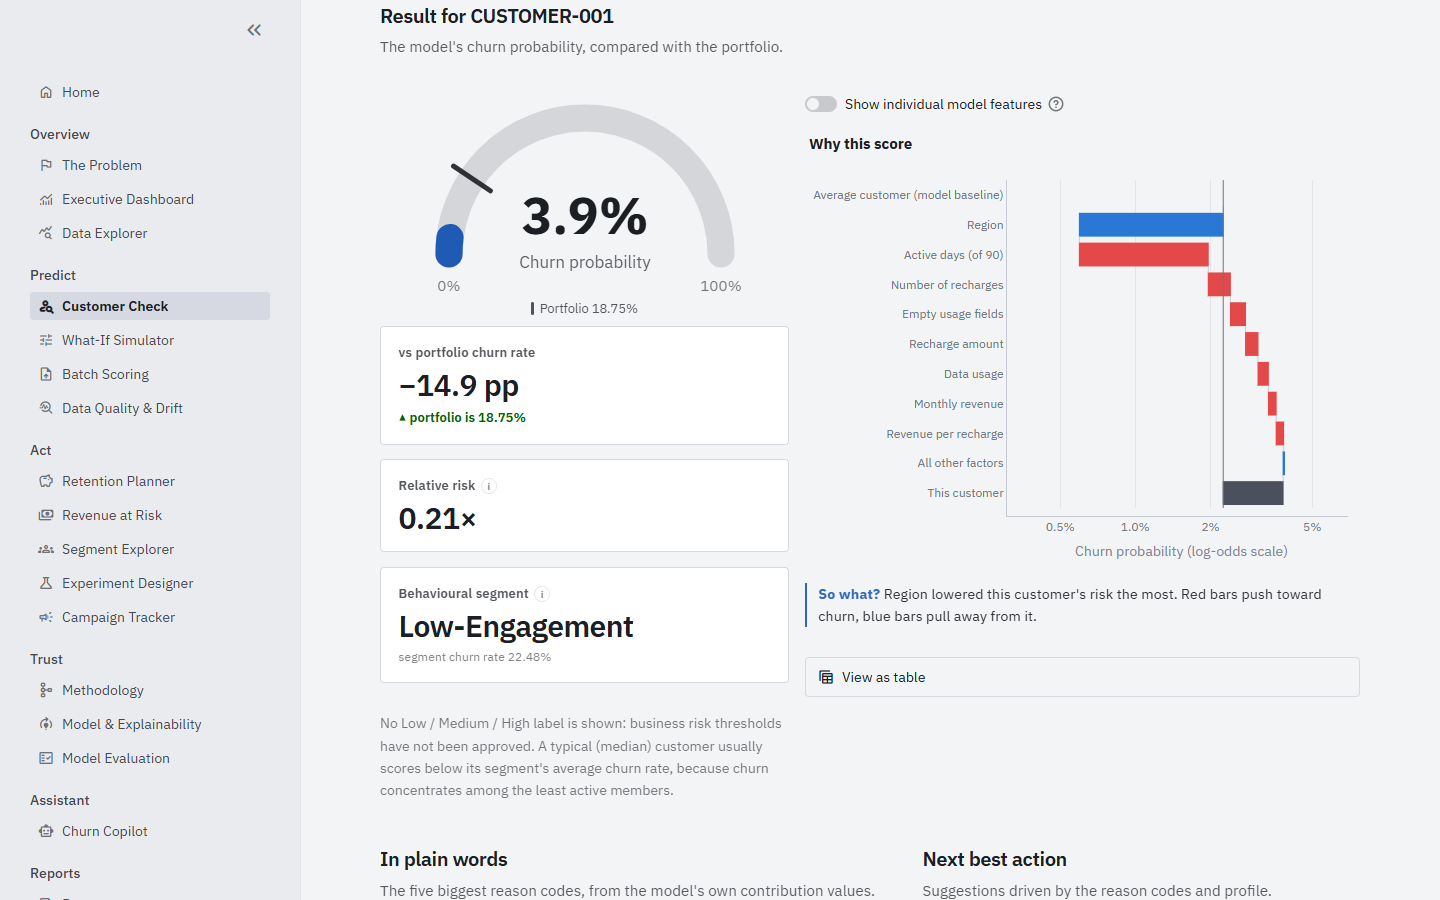 Home
Overview
The Problem
Executive Dashboard
Data Explorer
Predict
Customer Check
What-If Simulator
Batch Scoring
Data Quality & Drift
Act
Retention Planner
Revenue at Risk
Segment Explorer
Experiment Designer
Campaign Tracker
Trust
Methodology
Model & Explainability
Model Evaluation
Assistant
Churn Copilot
Reports
Result for CUSTOMER-001
The model's churn probability, compared with the portfolio.
3.9%
Churn probability
0%
100%
Portfolio 18.75%
vs portfolio churn rate
−14.9 pp
▲ portfolio is 18.75%
Relative risk
0.21×
Behavioural segment
Low-Engagement
segment churn rate 22.48%
No Low / Medium / High label is shown: business risk thresholds
have not been approved. A typical (median) customer usually
scores below its segment's average churn rate, because churn
concentrates among the least active members.
Show individual model features
Why this score
Average customer (model baseline)
Region
Active days (of 90)
Number of recharges
Empty usage fields
Recharge amount
Data usage
Monthly revenue
Revenue per recharge
All other factors
This customer
0.5%
1.0%
2%
5%
Churn probability (log-odds scale)
So what? Region lowered this customer's risk the most. Red bars push toward
churn, blue bars pull away from it.
View as table
In plain words
The five biggest reason codes, from the model's own contribution values.
Next best action
Suggestions driven by the reason codes and profile.